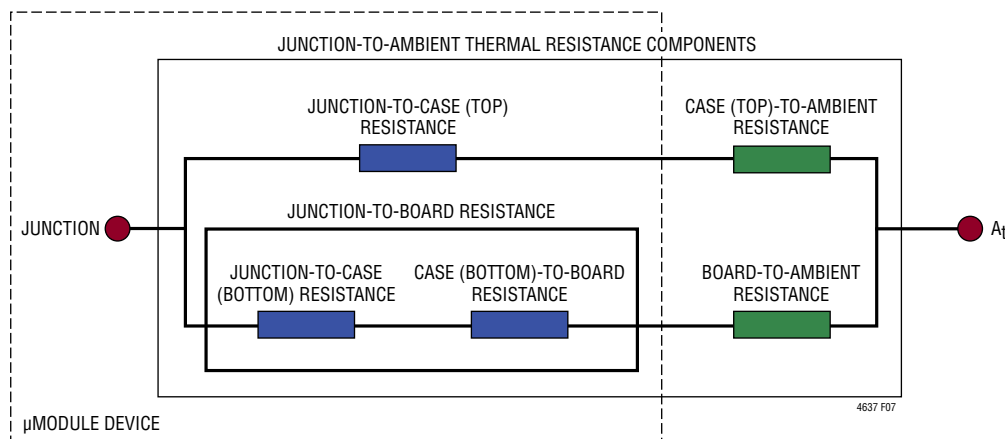 JUNCTION-TO-AMBIENT THERMAL RESISTANCE COMPONENTS
JUNCTION-TO-CASE (TOP)
RESISTANCE
CASE (TOP)-TO-AMBIENT
RESISTANCE
JUNCTION-TO-BOARD RESISTANCE
JUNCTION
At
JUNCTION-TO-CASE
(BOTTOM) RESISTANCE
CASE (BOTTOM)-TO-BOARD
RESISTANCE
BOARD-TO-AMBIENT
RESISTANCE
4637 F07
µMODULE DEVICE